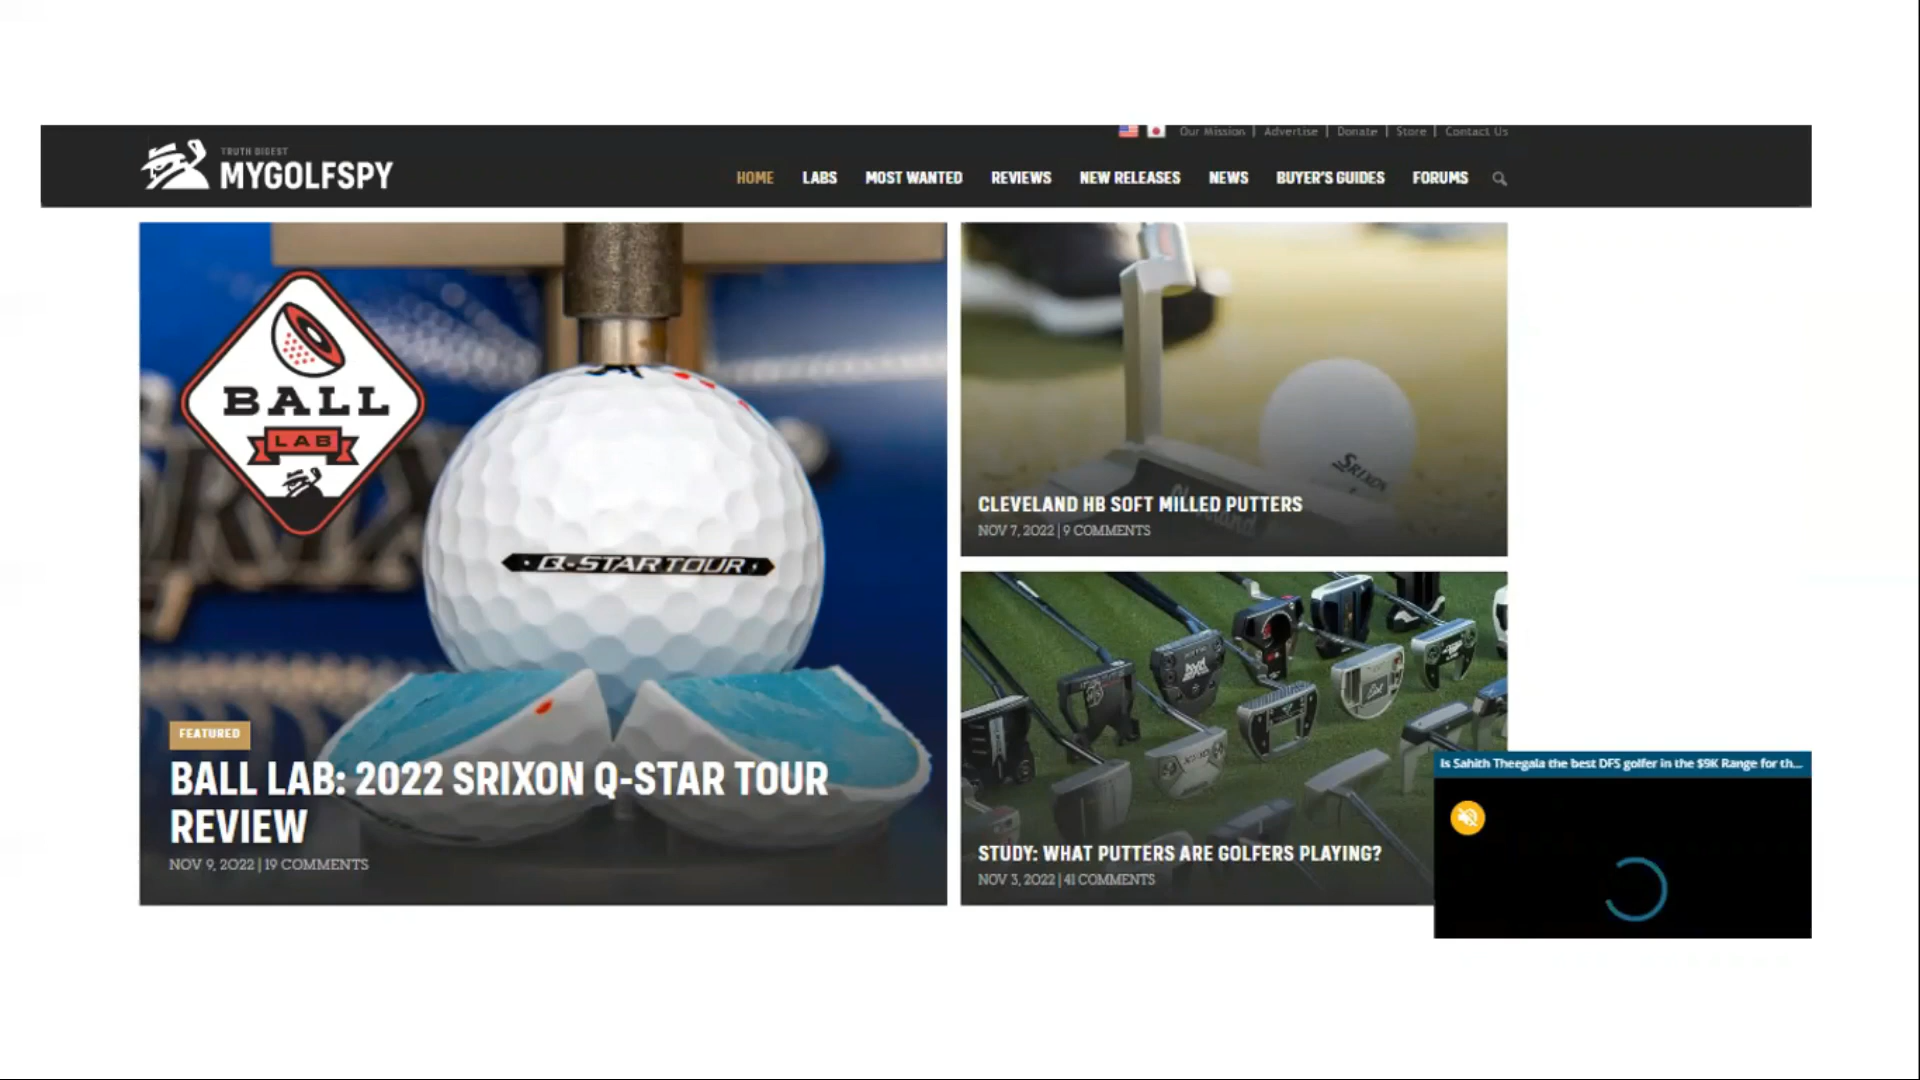 Our Mission | Advertise | Donate | Store | Contact Us
TRUTH DIGEST
MYGOLFSPY
HOME LABS MOST WANTED REVIEWS NEW RELEASES NEWS BUYER'S GUIDES FORUMS
BALL
LAB
Q-STAR TOUR
FEATURED
BALL LAB: 2022 SRIXON Q-STAR TOUR
REVIEW
NOV 9, 2022 | 19 COMMENTS
SRIXON
CLEVELAND HB SOFT MILLED PUTTERS
NOV 7, 2022 | 9 COMMENTS
STUDY: WHAT PUTTERS ARE GOLFERS PLAYING?
NOV 3, 2022 | 41 COMMENTS
Is Sahith Theegala the best DFS golfer in the $9K Range for th...